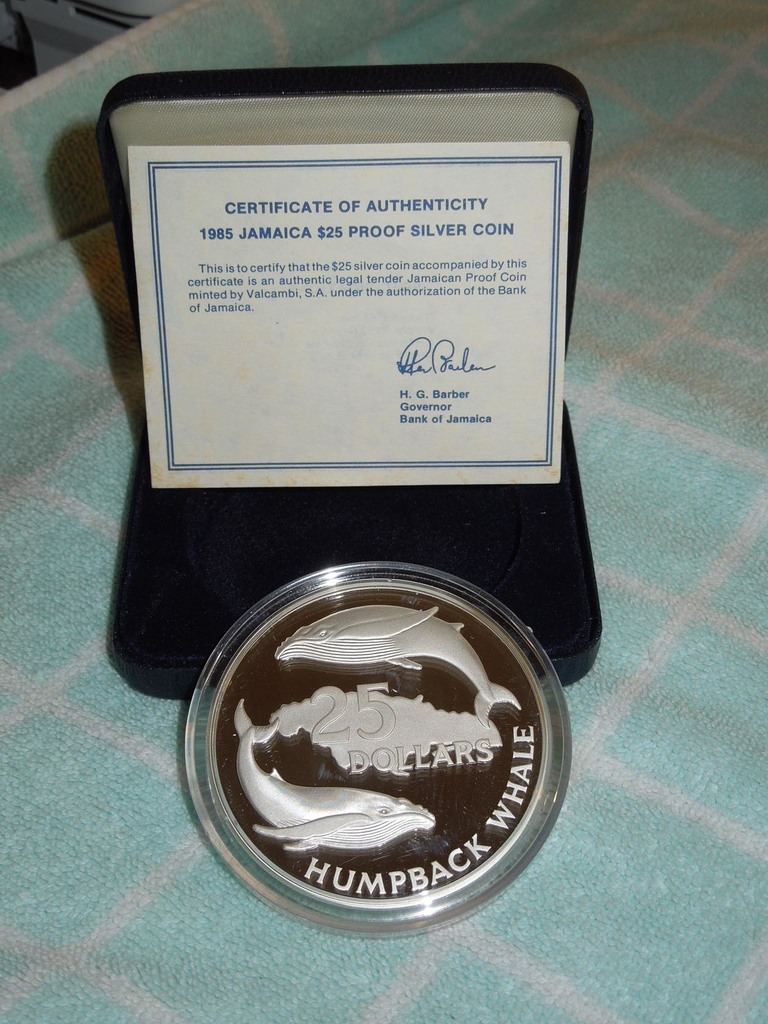 CERTIFICATE OF AUTHENTICITY
1985 JAMAICA $25 PROOF SILVER COIN
This is to certify that the $25 silver coin accompanied by this
certificate is an authentic legal tender Jamaican Proof Coin
minted by Valcambi, S.A. under the authorization of the Bank
of Jamaica.
H. G. Barber
Governor
Bank of Jamaica
25
DOLLARS
HUMPBACK WHALE